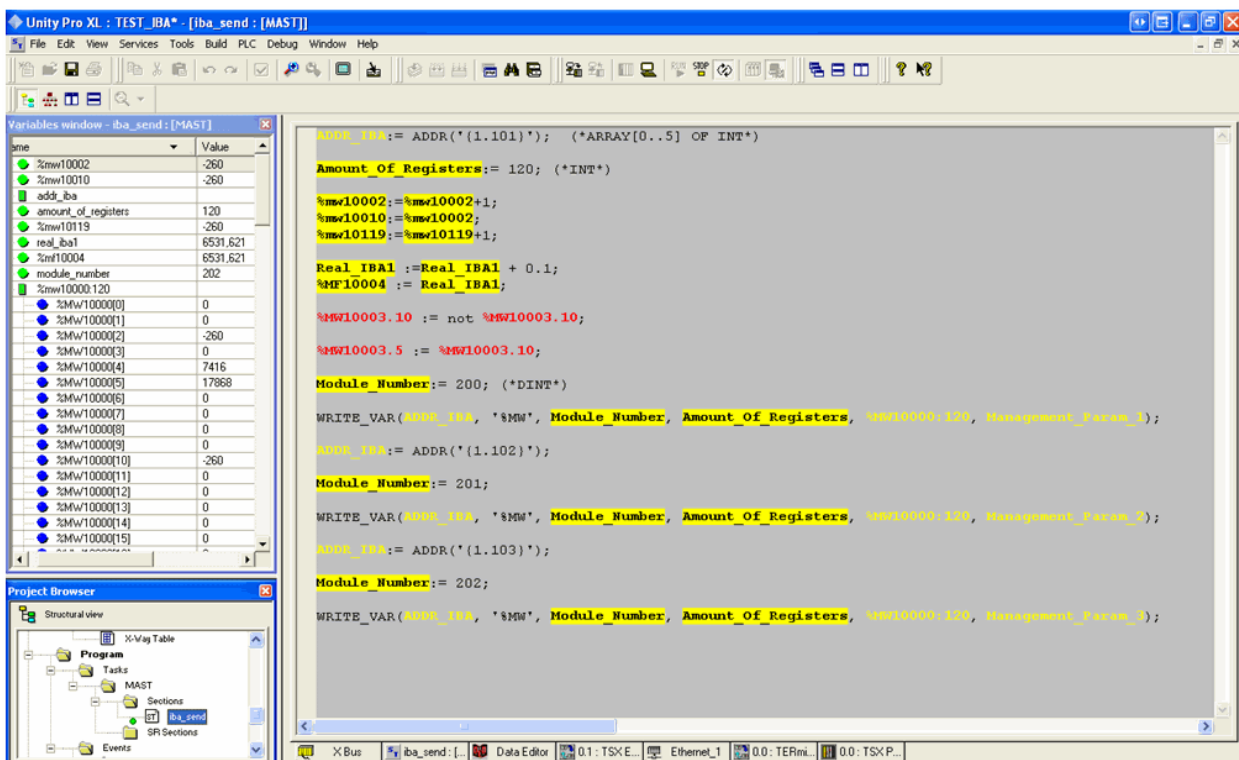 Unity Pro XL : TEST_IBA* - [iba_send : [MAST]]
File Edit View Services Tools Build PLC Debug Window Help
Variables window - iba_send : [MAST]
ame Value
%mw10002 -260
%mw10010 -260
addr_iba
amount_of_registers 120
%mw10119 -260
real_iba1 6531,621
%mf10004 6531,621
module_number 202
%mw10000:120
%MW10000[0] 0
%MW10000[1] 0
%MW10000[2] -260
%MW10000[3] 0
%MW10000[4] 7416
%MW10000[5] 17868
%MW10000[6] 0
%MW10000[7] 0
%MW10000[8] 0
%MW10000[9] 0
%MW10000[10] -260
%MW10000[11] 0
%MW10000[12] 0
%MW10000[13] 0
%MW10000[14] 0
%MW10000[15] 0
Project Browser
Structural view
X-Way Table
Program
Tasks
MAST
Sections
ST iba_send
SR Sections
Events
ADDR_IBA:= ADDR('{1.101}'); (*ARRAY[0..5] OF INT*)
Amount_Of_Registers:= 120; (*INT*)
%mw10002:=%mw10002+1;
%mw10010:=%mw10002;
%mw10119:=%mw10119+1;
Real_IBA1 :=Real_IBA1 + 0.1;
%MF10004 := Real_IBA1;
%MW10003.10 := not %MW10003.10;
%MW10003.5 := %MW10003.10;
Module_Number:= 200; (*DINT*)
WRITE_VAR(ADDR_IBA, '%MW', Module_Number, Amount_Of_Registers, %MW10000:120, Management_Param_1);
ADDR_IBA:= ADDR('{1.102}');
Module_Number:= 201;
WRITE_VAR(ADDR_IBA, '%MW', Module_Number, Amount_Of_Registers, %MW10000:120, Management_Param_2);
ADDR_IBA:= ADDR('{1.103}');
Module_Number:= 202;
WRITE_VAR(ADDR_IBA, '%MW', Module_Number, Amount_Of_Registers, %MW10000:120, Management_Param_3);
X Bus iba_send : [... Data Editor 0.1 : TSX E... Ethernet_1 0.0 : TERmi... 0.0 : TSX P...